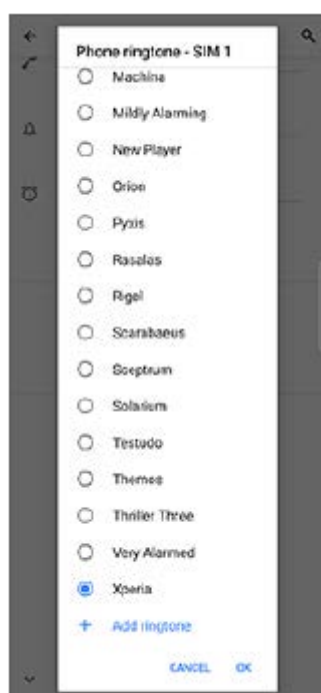 Phone ringtone - SIM 1
Machina
Mildly Alarming
New Player
Orion
Pyxis
Rasalas
Rigel
Scarabaeus
Sceptrum
Solarium
Testudo
Themos
Thriller Three
Very Alarmed
Xperia
+ Add ringtone
CANCEL OK